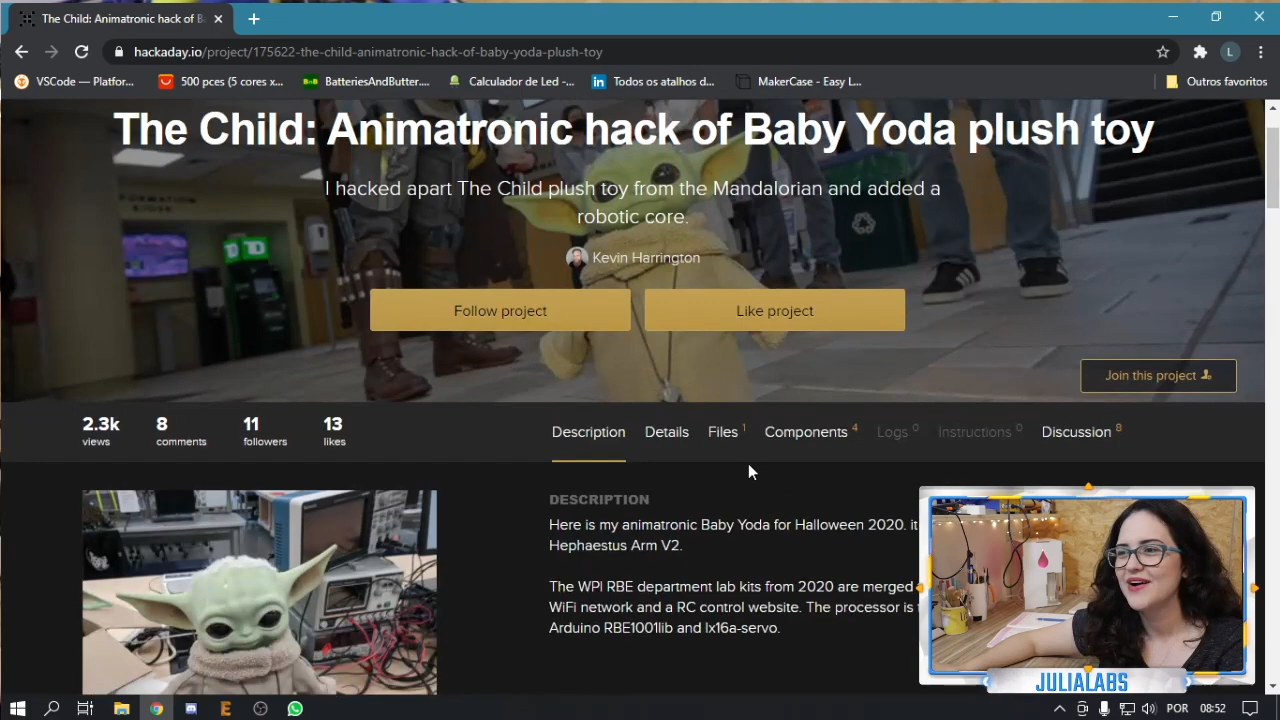 The Child: Animatronic hack of B
hackaday.io/project/175622-the-child-animatronic-hack-of-baby-yoda-plush-toy
L
VSCode — Platfor...
500 pces (5 cores x...
BatteriesAndButter....
Calculador de Led -...
Todos os atalhos d...
MakerCase - Easy L...
Outros favoritos
The Child: Animatronic hack of Baby Yoda plush toy
I hacked apart The Child plush toy from the Mandalorian and added a
robotic core.
Kevin Harrington
Follow project
Like project
Join this project
2.3k
views
8
comments
11
followers
13
likes
Description
Details
Files 1
Components 4
Logs 0
Instructions 0
Discussion 8
DESCRIPTION
Here is my animatronic Baby Yoda for Halloween 2020. it
Hephaestus Arm V2.
The WPI RBE department lab kits from 2020 are merged
WiFi network and a RC control website. The processor is
Arduino RBE1001lib and lx16a-servo.
JULIALABS
POR
08:52